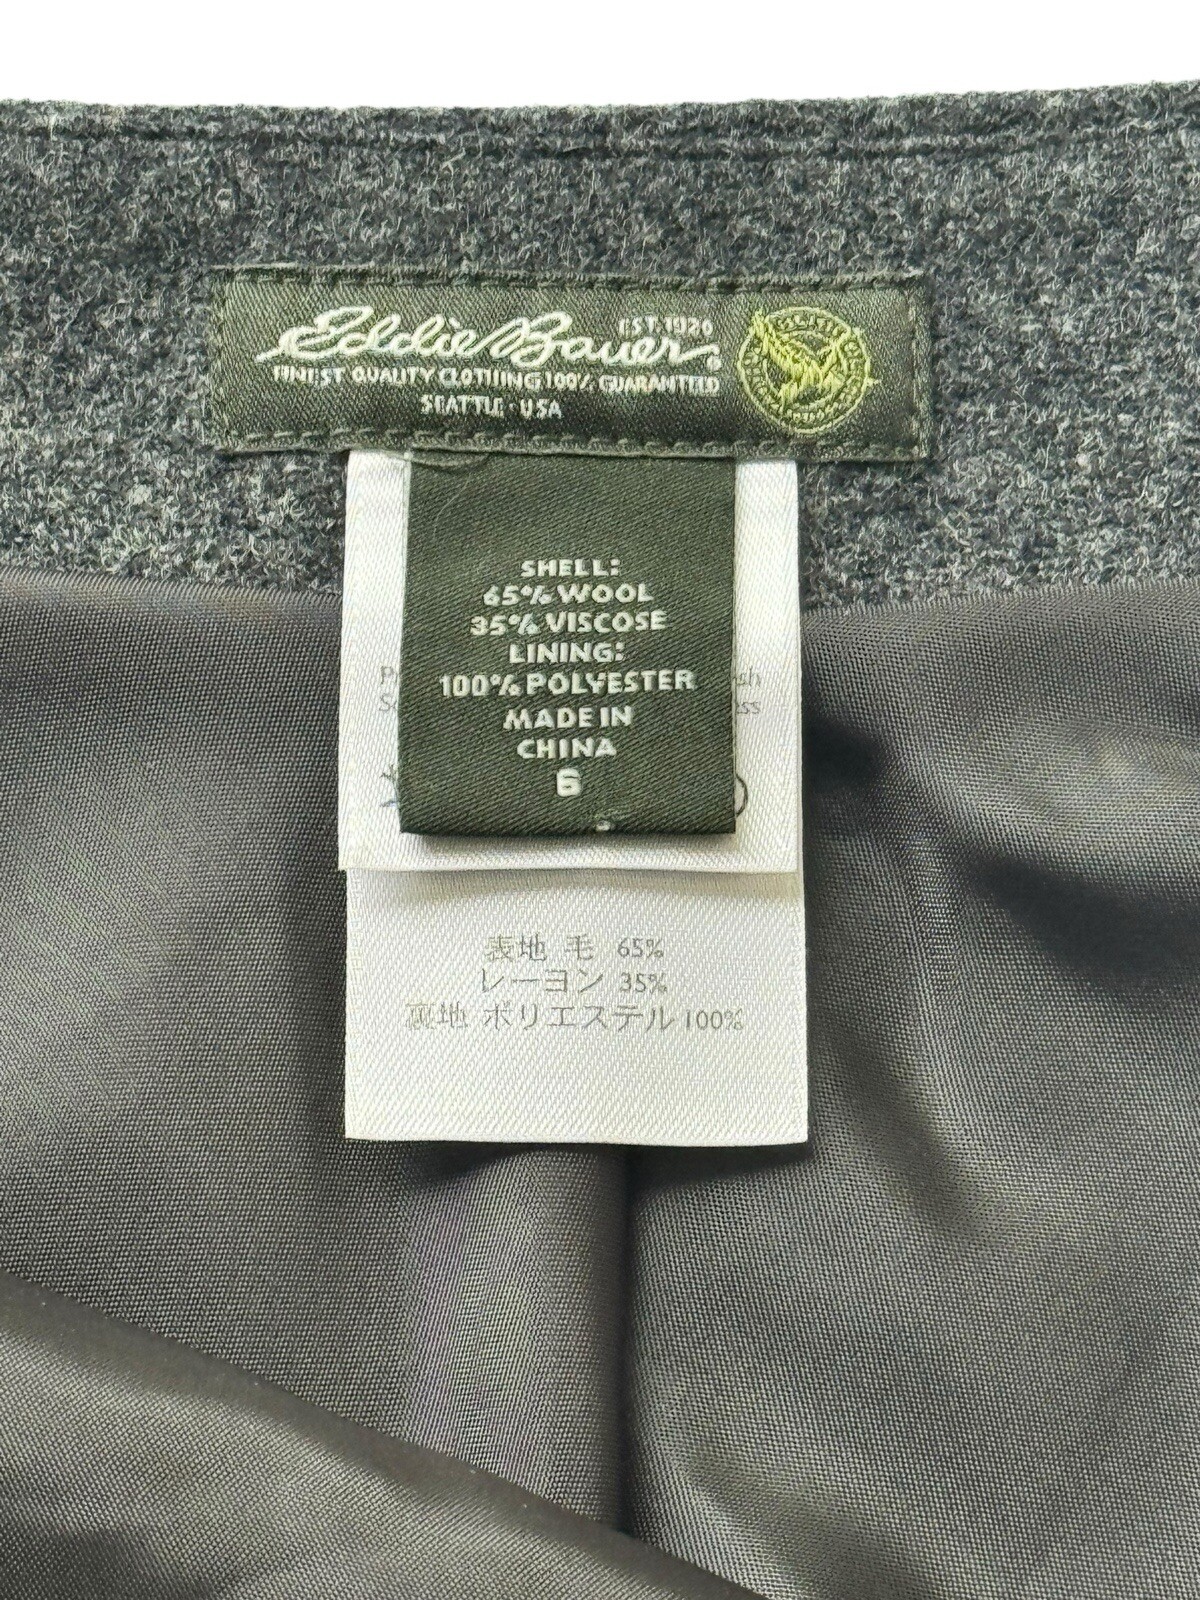 Eddie Bauer
EST. 1920
FINEST QUALITY CLOTHING 100% GUARANTEED
SEATTLE · USA
SHELL:
65% WOOL
35% VISCOSE
LINING:
100% POLYESTER
MADE IN
CHINA
6
表地 毛 65%
レーヨン 35%
裏地 ポリエステル 100%